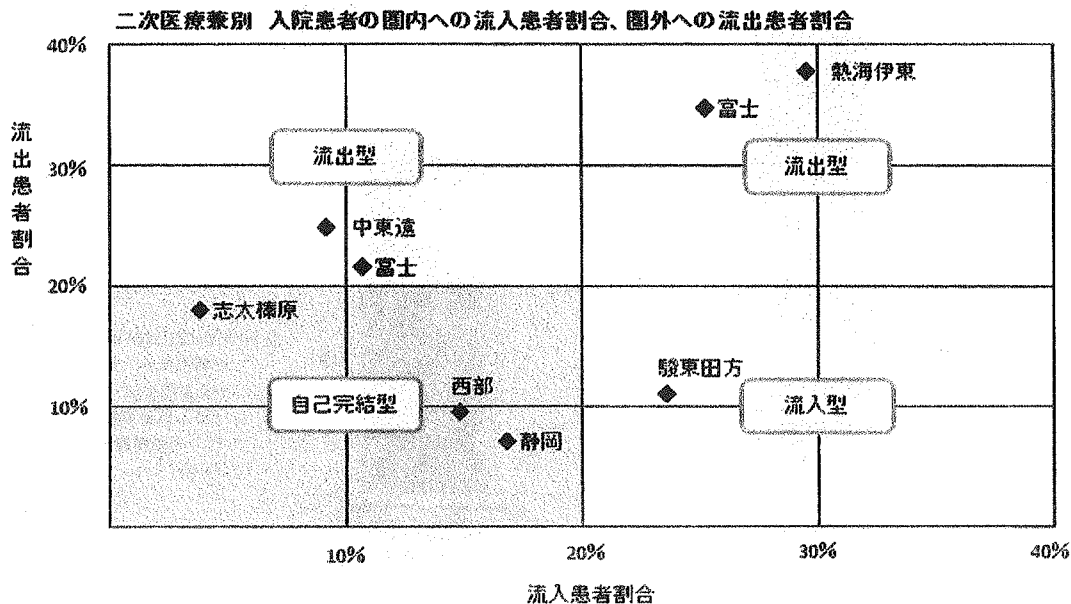 二次医療兼別 入院患者の圏内への流入患者割合、圏外への流出患者割合
流出患者割合
40%
30%
20%
10%
熱海伊東
富士
流出型
流出型
中東遠
富士
志太榛原
駿東田方
西部
自己完結型
流入型
静岡
10%
20%
30%
40%
流入患者割合